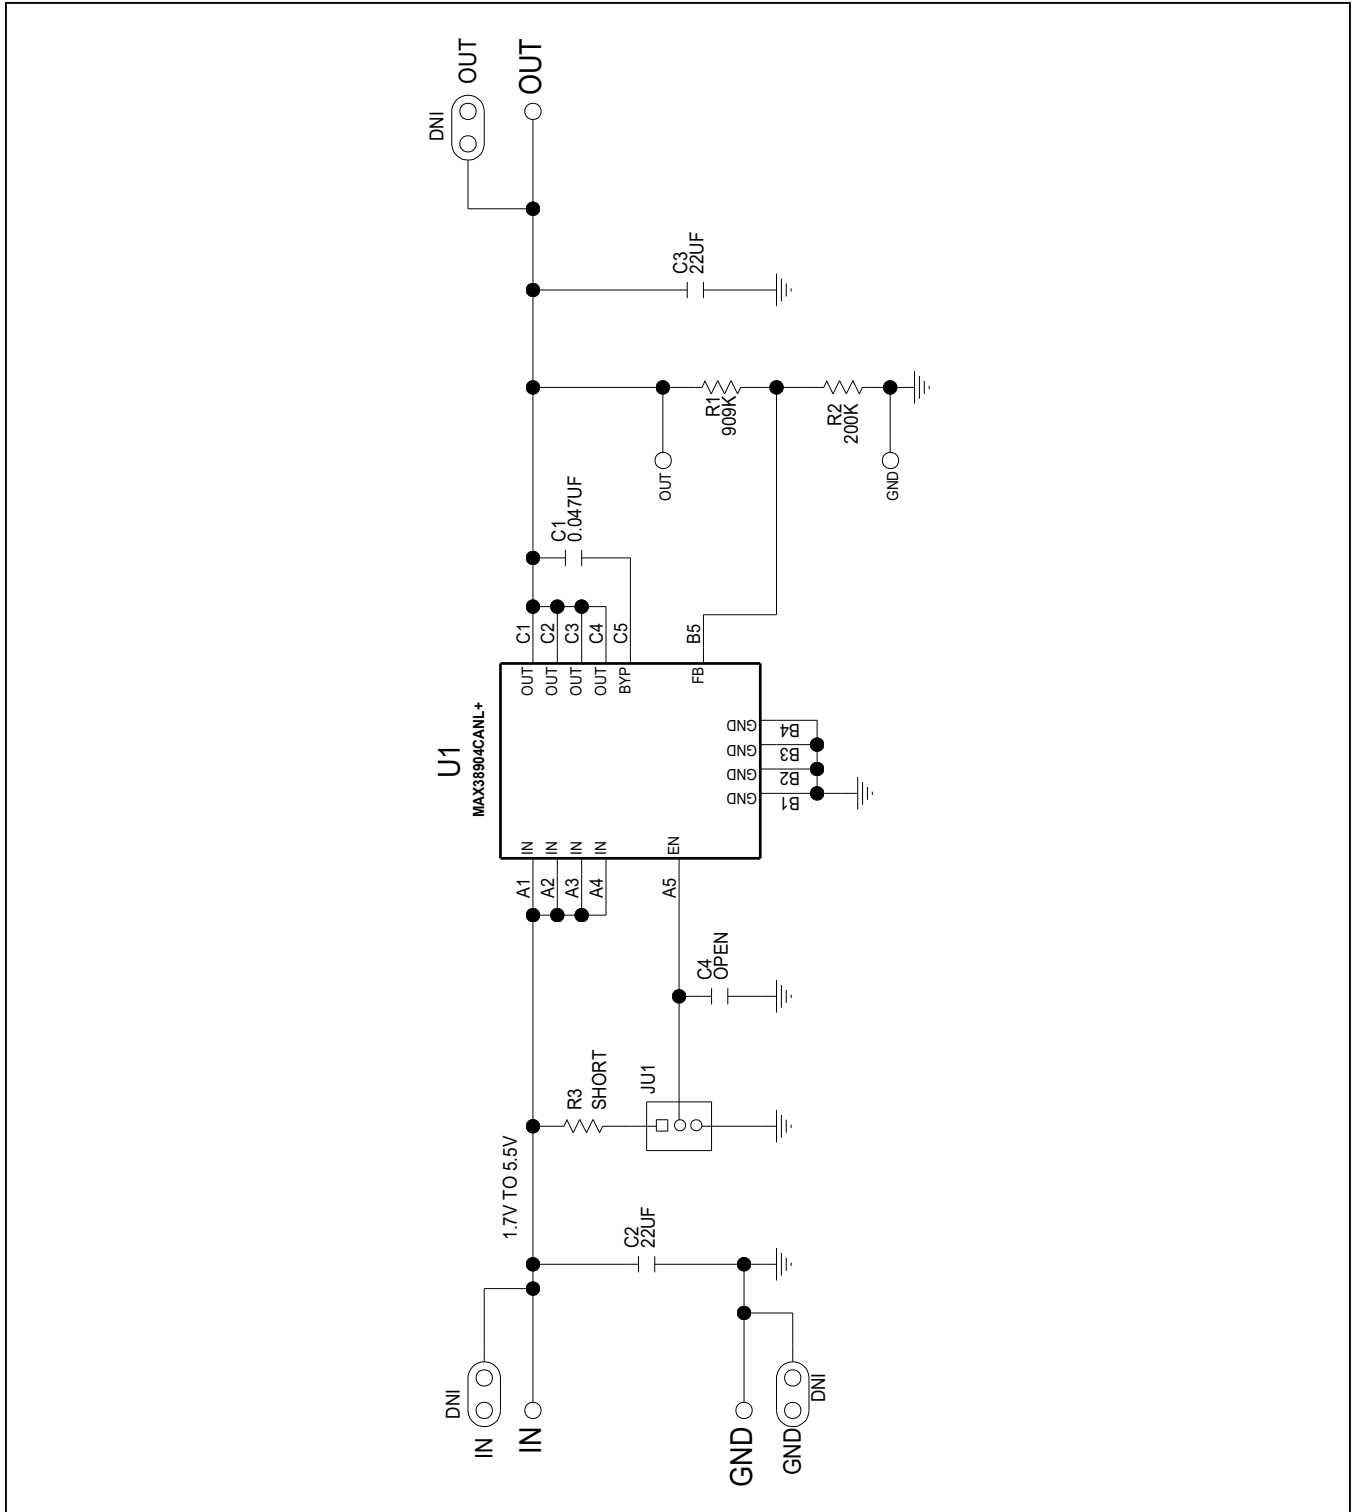 DNI
IN
IN
1.7V TO 5.5V
C2
22UF
GND
GND
DNI
R3
SHORT
JU1
C4
OPEN
U1
MAX38904CANL+
A1
IN
A2
IN
A3
IN
A4
IN
A5
EN
OUT
C1
OUT
C2
OUT
C3
OUT
C4
BYP
C5
FB
B5
GND
GND
GND
GND
B1
B2
B3
B4
C1
0.047UF
OUT
R1
909K
R2
200K
GND
C3
22UF
DNI
OUT
OUT